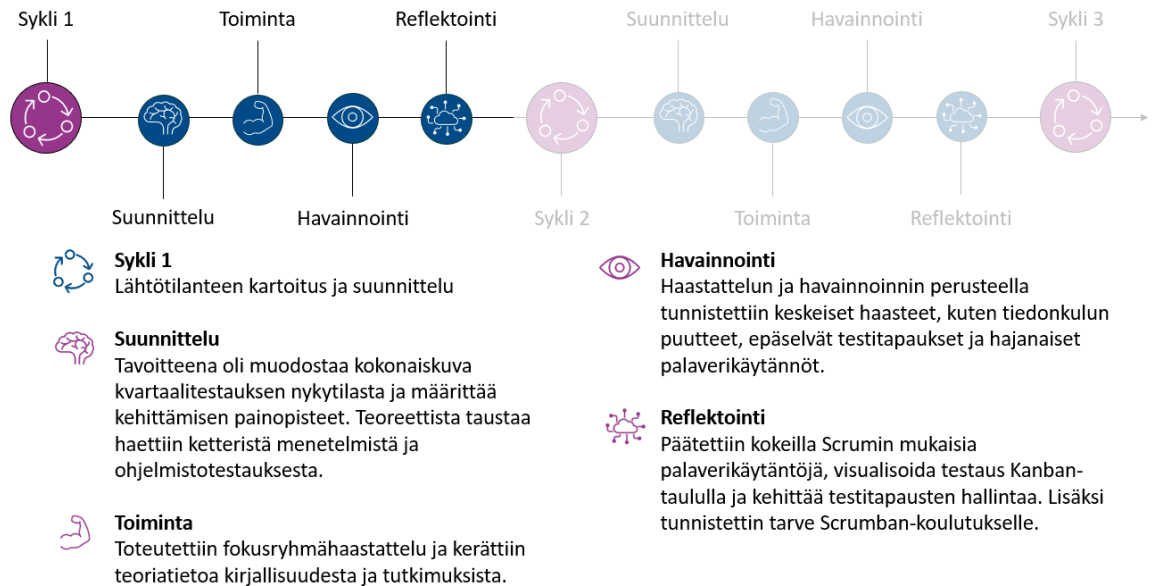 Sykli 1
Toiminta
Reflektointi
Suunnittelu
Havainnointi
Sykli 3
Suunnittelu
Havainnointi
Sykli 2
Toiminta
Reflektointi
Sykli 1
Lähtötilanteen kartoitus ja suunnittelu
Suunnittelu
Tavoitteena oli muodostaa kokonaiskuva
kvartaalitestauksen nykytilasta ja määrittää
kehittämisen painopisteet. Teoreettista taustaa
haettiin ketteristä menetelmistä ja
ohjelmistotestauksesta.
Toiminta
Toteutettiin fokusryhmähaastattelu ja kerättiin
teoriatietoa kirjallisuudesta ja tutkimuksista.
Havainnointi
Haastattelun ja havainnoinnin perusteella
tunnistettiin keskeiset haasteet, kuten tiedonkulun
puutteet, epäselvät testitapaukset ja hajanaiset
palaverikäytännöt.
Reflektointi
Päätettiin kokeilla Scrumin mukaisia
palaverikäytäntöjä, visualisoida testaus Kanban-
taululla ja kehittää testitapausten hallintaa. Lisäksi
tunnistettin tarve Scrumban-koulutukselle.